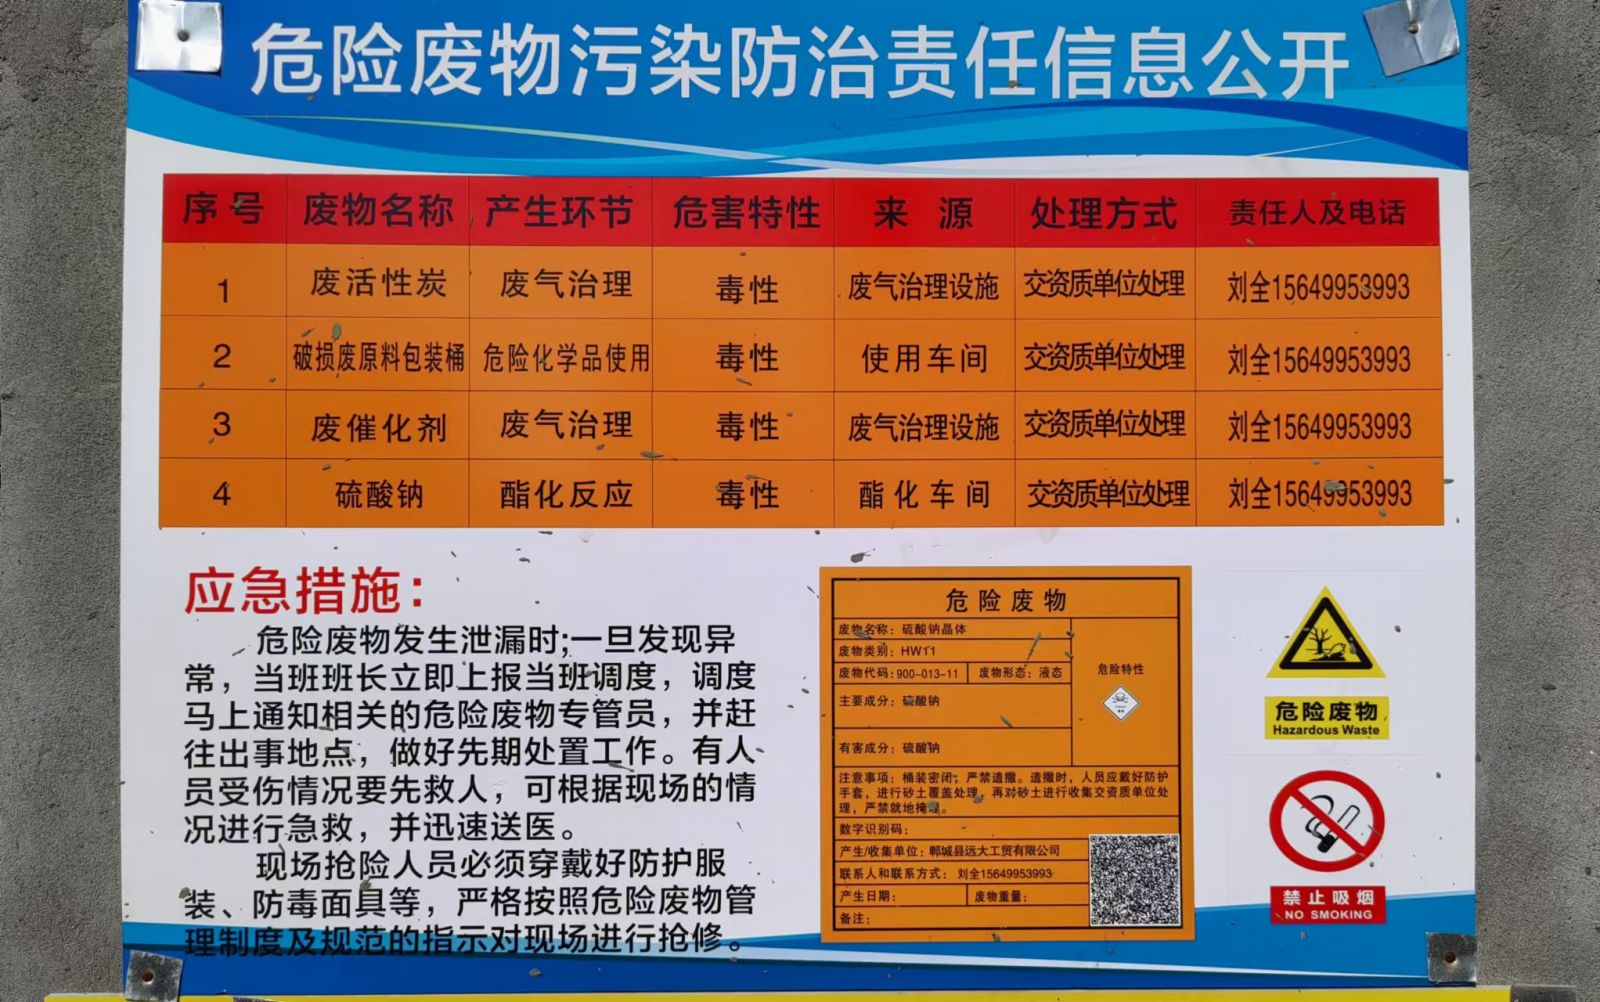 危险废物污染防治责任信息公开
序号 废物名称 产生环节 危害特性 来源 处理方式 责任人及电话
1 废活性炭 废气治理 毒性 废气治理设施 交资质单位处理 刘全15649953993
2 破损废原料包装桶 危险化学品使用 毒性 使用车间 交资质单位处理 刘全15649953993
3 废催化剂 废气治理 毒性 废气治理设施 交资质单位处理 刘全15649953993
4 硫酸钠 酯化反应 毒性 酯化车间 交资质单位处理 刘全15649953993
应急措施：
危险废物发生泄漏时;一旦发现异
常，当班班长立即上报当班调度，调度
马上通知相关的危险废物专管员，并赶
往出事地点，做好先期处置工作。有人
员受伤情况要先救人，可根据现场的情
况进行急救，并迅速送医。
现场抢险人员必须穿戴好防护服
装、防毒面具等，严格按照危险废物管
理制度及规范的指示对现场进行抢修。
危险废物
废物名称：硫酸钠晶体
废物类别：HW11
废物代码：900-013-11 废物形态：液态
危险特性
主要成分：硫酸钠
有害成分：硫酸钠
注意事项：桶装密闭；严禁遗撒。遗撒时，人员应戴好防护
手套，进行砂土覆盖处理，再对砂土进行收集交资质单位处
理，严禁就地掩埋。
数字识别码：
产生/收集单位：郸城县远大工贸有限公司
联系人和联系方式：刘全15649953993
产生日期： 废物重量：
备注：
危险废物
Hazardous Waste
禁止吸烟
NO SMOKING